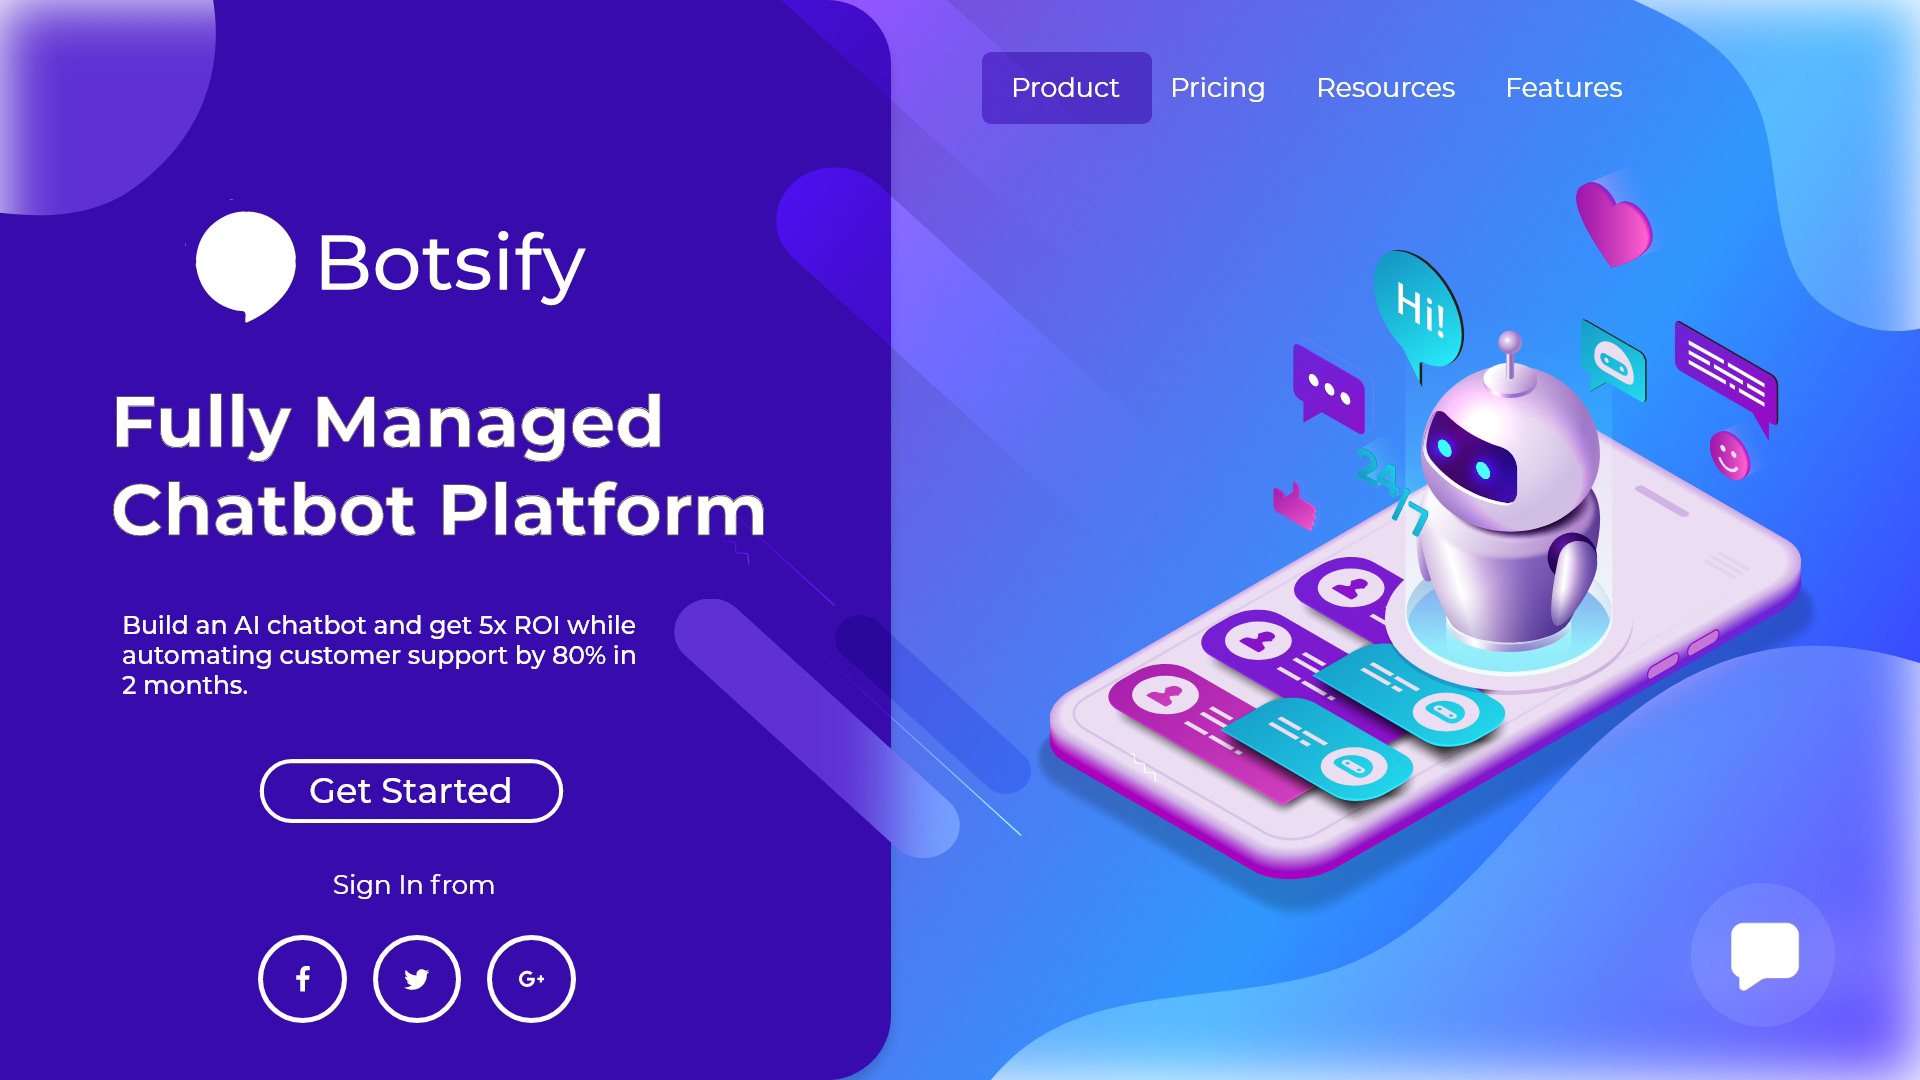 Product Pricing Resources Features
Botsify
Fully Managed
Chatbot Platform
Build an AI chatbot and get 5x ROI while
automating customer support by 80% in
2 months.
Get Started
Sign In from
f
G+
Hi!
24/7